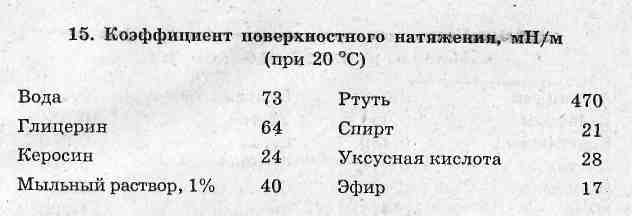 15. Коэффициент поверхностного натяжения, мН/м
(при 20 °С)
Вода 73 Ртуть 470
Глицерин 64 Спирт 21
Керосин 24 Уксусная кислота 28
Мыльный раствор, 1% 40 Эфир 17